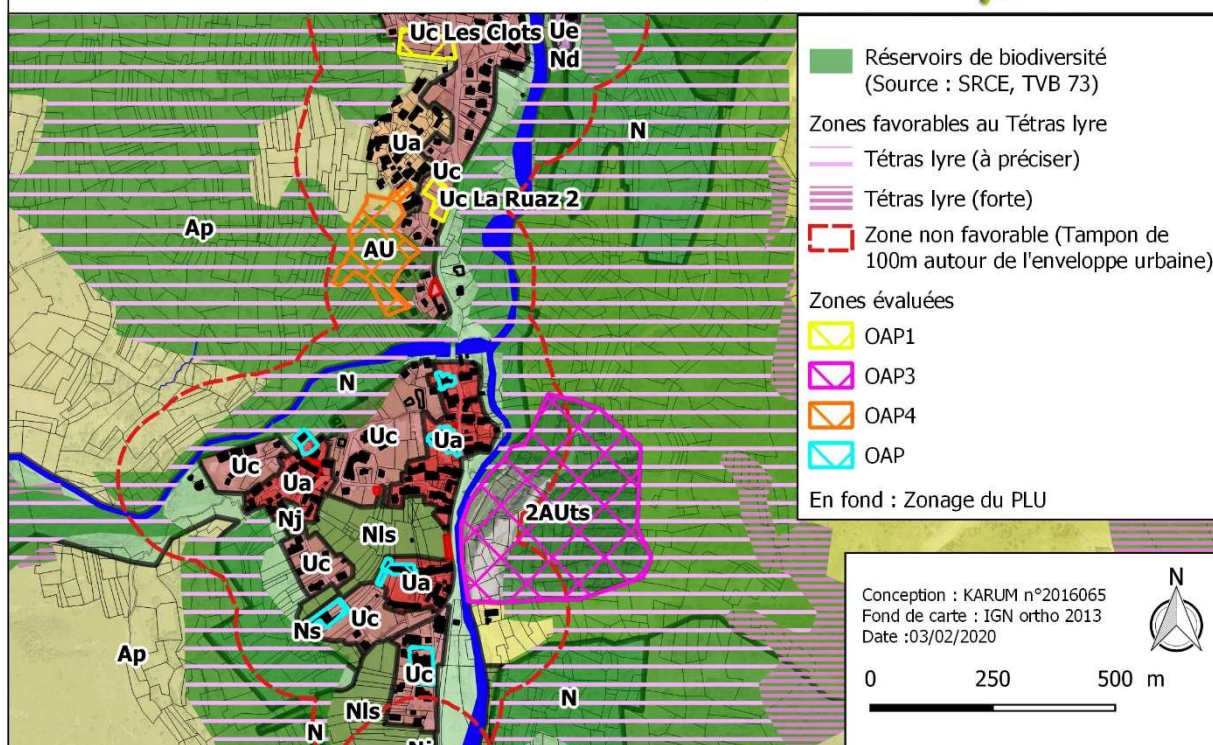 Uc Les Clots
Ue
Nd
N
Ua
Uc
Uc La Ruaz 2
Ap
AU
N
Uc
Ua
Uc
Ua
Nj
Nls
2AUts
Uc
Ua
Ns
Uc
Ap
Uc
Nls
N
N
Réservoirs de biodiversité
(Source : SRCE, TVB 73)
Zones favorables au Tétras lyre
Tétras lyre (à préciser)
Tétras lyre (forte)
Zone non favorable (Tampon de
100m autour de l'enveloppe urbaine)
Zones évaluées
OAP1
OAP3
OAP4
OAP
En fond : Zonage du PLU
Conception : KARUM n°2016065
Fond de carte : IGN ortho 2013
Date :03/02/2020
N
0 250 500 m